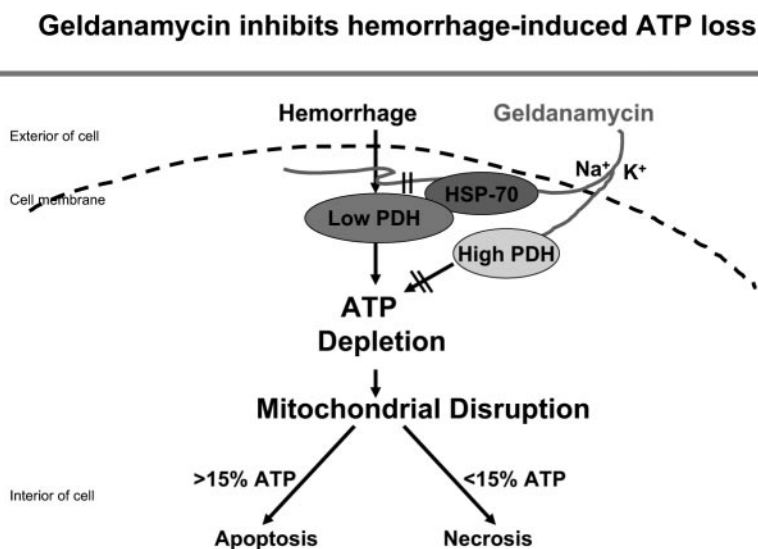 Geldanamycin inhibits hemorrhage-induced ATP loss
Hemorrhage
Geldanamycin
Exterior of cell
Na⁺
K⁺
Cell membrane
HSP-70
Low PDH
High PDH
ATP
Depletion
Mitochondrial Disruption
>15% ATP
<15% ATP
Interior of cell
Apoptosis
Necrosis